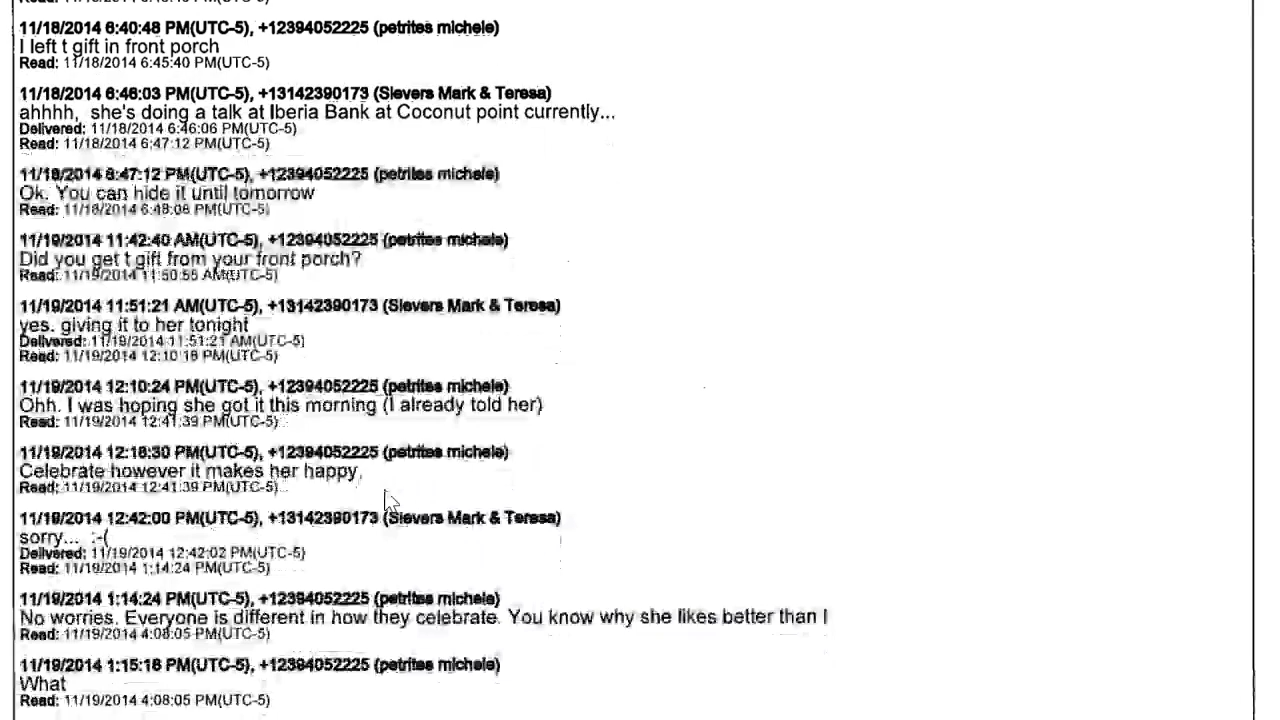 11/18/2014 6:40:48 PM(UTC-5), +12394052225 (petrites michele)
I left t gift in front porch
Read: 11/18/2014 6:45:40 PM(UTC-5)
11/18/2014 6:46:03 PM(UTC-5), +13142390173 (Sievers Mark & Teresa)
ahhhh, she's doing a talk at Iberia Bank at Coconut point currently...
Delivered: 11/18/2014 6:46:06 PM(UTC-5)
Read: 11/18/2014 6:47:12 PM(UTC-5)
11/18/2014 6:47:12 PM(UTC-5), +12394052225 (petrites michele)
Ok. You can hide it until tomorrow
Read: 11/18/2014 6:48:08 PM(UTC-5)
11/19/2014 11:42:40 AM(UTC-5), +12394052225 (petrites michele)
Did you get t gift from your front porch?
Read: 11/19/2014 11:50:55 AM(UTC-5)
11/19/2014 11:51:21 AM(UTC-5), +13142390173 (Sievers Mark & Teresa)
yes. giving it to her tonight
Delivered: 11/19/2014 11:51:21 AM(UTC-5)
Read: 11/19/2014 12:10:18 PM(UTC-5)
11/19/2014 12:10:24 PM(UTC-5), +12394052225 (petrites michele)
Ohh. I was hoping she got it this morning (I already told her)
Read: 11/19/2014 12:41:39 PM(UTC-5)
11/19/2014 12:18:30 PM(UTC-5), +12394052225 (petrites michele)
Celebrate however it makes her happy,
Read: 11/19/2014 12:41:39 PM(UTC-5)
11/19/2014 12:42:00 PM(UTC-5), +13142390173 (Sievers Mark & Teresa)
sorry... :-(
Delivered: 11/19/2014 12:42:02 PM(UTC-5)
Read: 11/19/2014 1:14:24 PM(UTC-5)
11/19/2014 1:14:24 PM(UTC-5), +12394052225 (petrites michele)
No worries. Everyone is different in how they celebrate. You know why she likes better than I
Read: 11/19/2014 4:08:05 PM(UTC-5)
11/19/2014 1:15:18 PM(UTC-5), +12394052225 (petrites michele)
What
Read: 11/19/2014 4:08:05 PM(UTC-5)